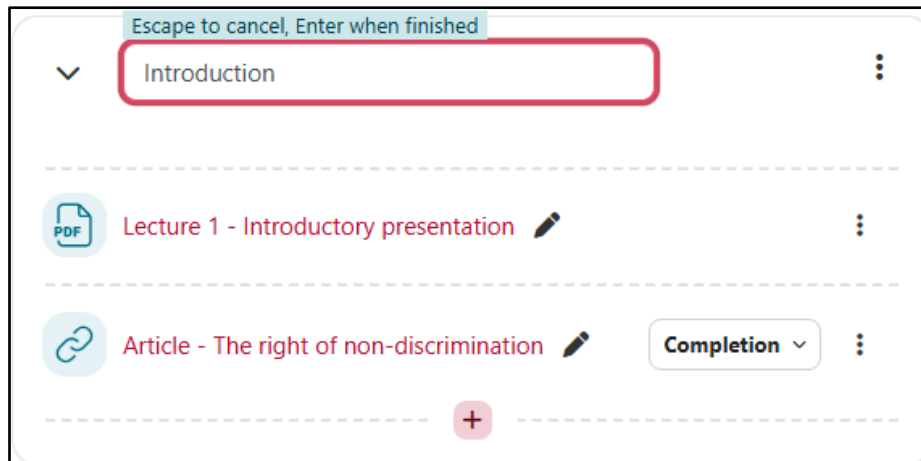 Escape to cancel, Enter when finished
Introduction
PDF
Lecture 1 - Introductory presentation
Article - The right of non-discrimination
Completion